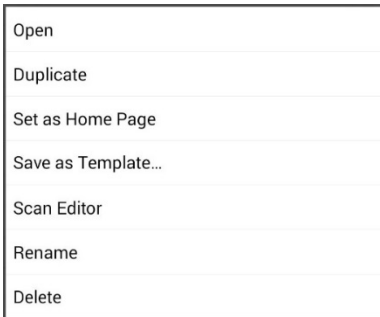 Open
Duplicate
Set as Home Page
Save as Template...
Scan Editor
Rename
Delete